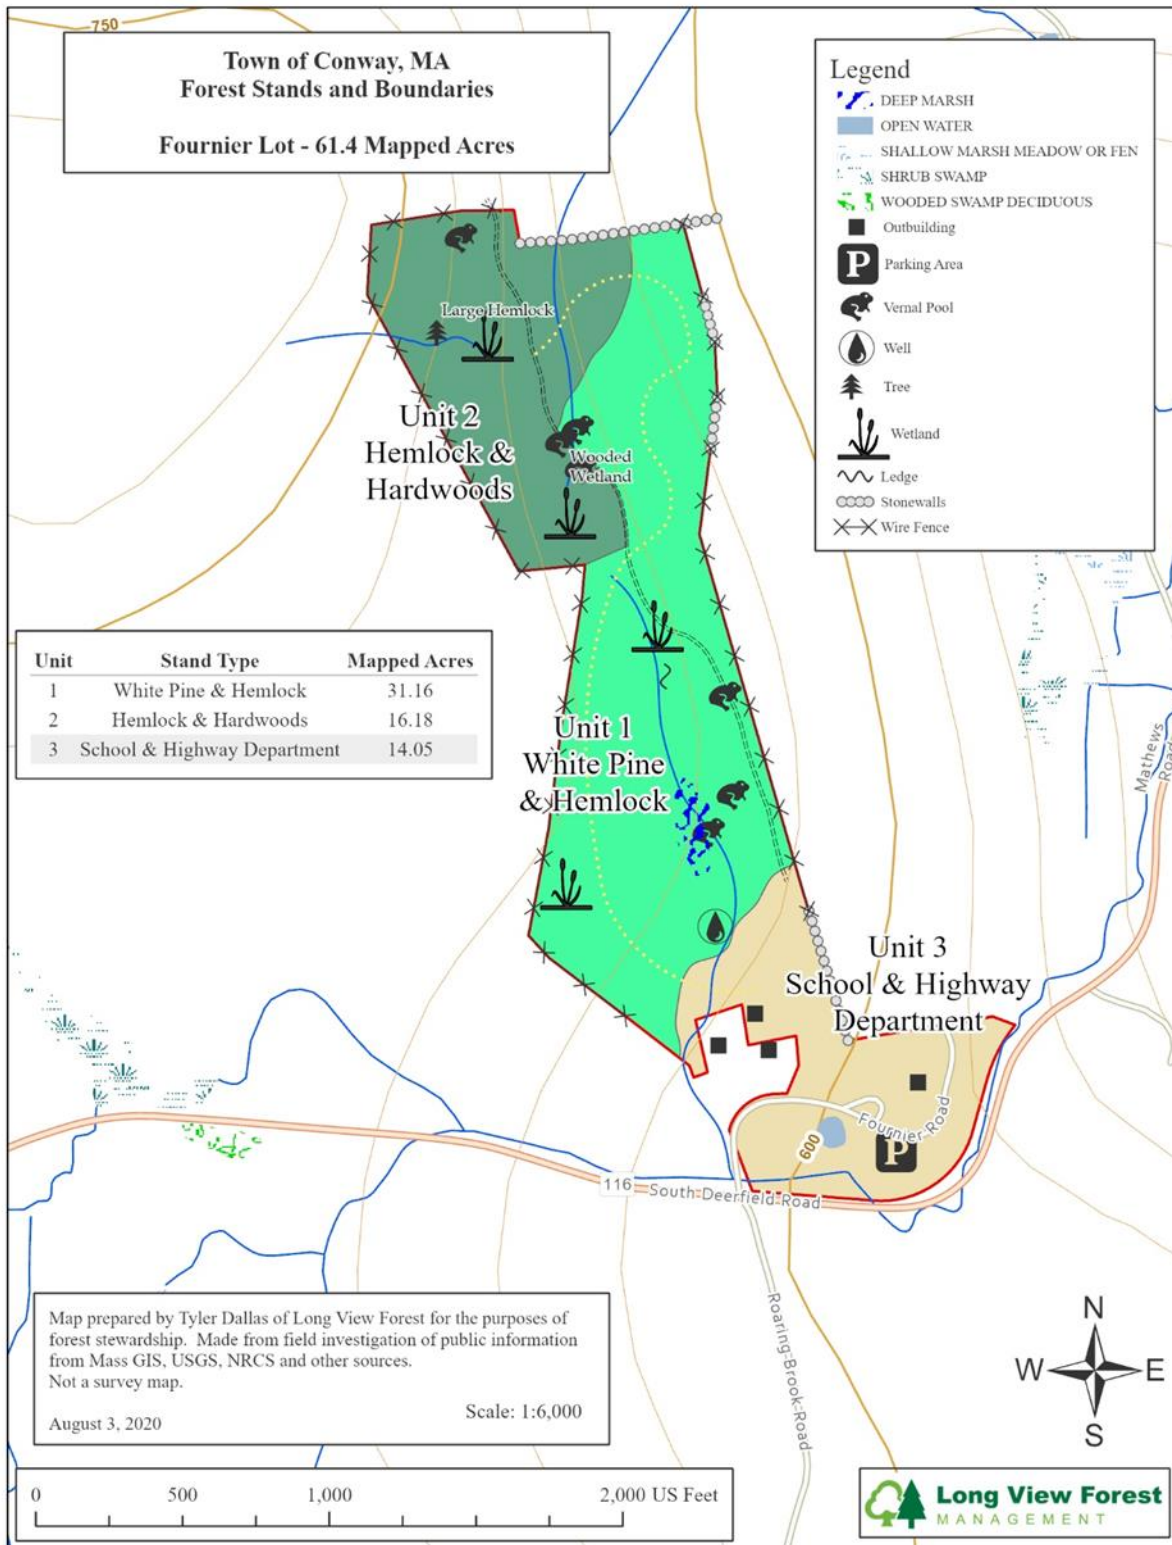 750
Town of Conway, MA
Forest Stands and Boundaries
Fournier Lot - 61.4 Mapped Acres
Legend
DEEP MARSH
OPEN WATER
SHALLOW MARSH MEADOW OR FEN
SHRUB SWAMP
WOODED SWAMP DECIDUOUS
Outbuilding
P Parking Area
Vernal Pool
Well
Tree
Wetland
Ledge
Stonewalls
Wire Fence
Large Hemlock
Unit 2
Hemlock &
Hardwoods
Wooded
Wetland
Unit Stand Type Mapped Acres
1 White Pine & Hemlock 31.16
2 Hemlock & Hardwoods 16.18
3 School & Highway Department 14.05
Unit 1
White Pine
& Hemlock
Mathews
Road
Unit 3
School & Highway
Department
Fournier Road
600
P
116
South Deerfield Road
Roaring Brook Road
Map prepared by Tyler Dallas of Long View Forest for the purposes of
forest stewardship. Made from field investigation of public information
from Mass GIS, USGS, NRCS and other sources.
Not a survey map.
August 3, 2020
Scale: 1:6,000
N
W E
S
0 500 1,000 2,000 US Feet
Long View Forest
MANAGEMENT